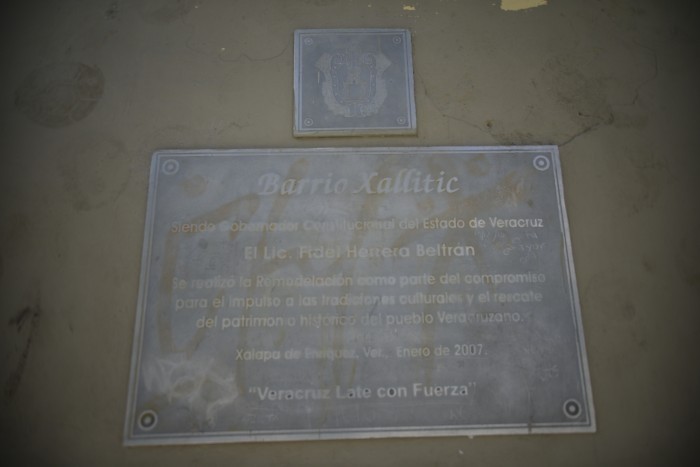 Barrio Xallitic
Siendo Gobernador Constitucional del Estado de Veracruz
El Lic. Fidel Herrera Beltrán
Se realizó la Remodelación como parte del compromiso
para el impulso a las tradiciones culturales y el rescate
del patrimonio histórico del pueblo Veracruzano.
Xalapa de Enríquez, Ver., Enero de 2007.
"Veracruz Late con Fuerza"